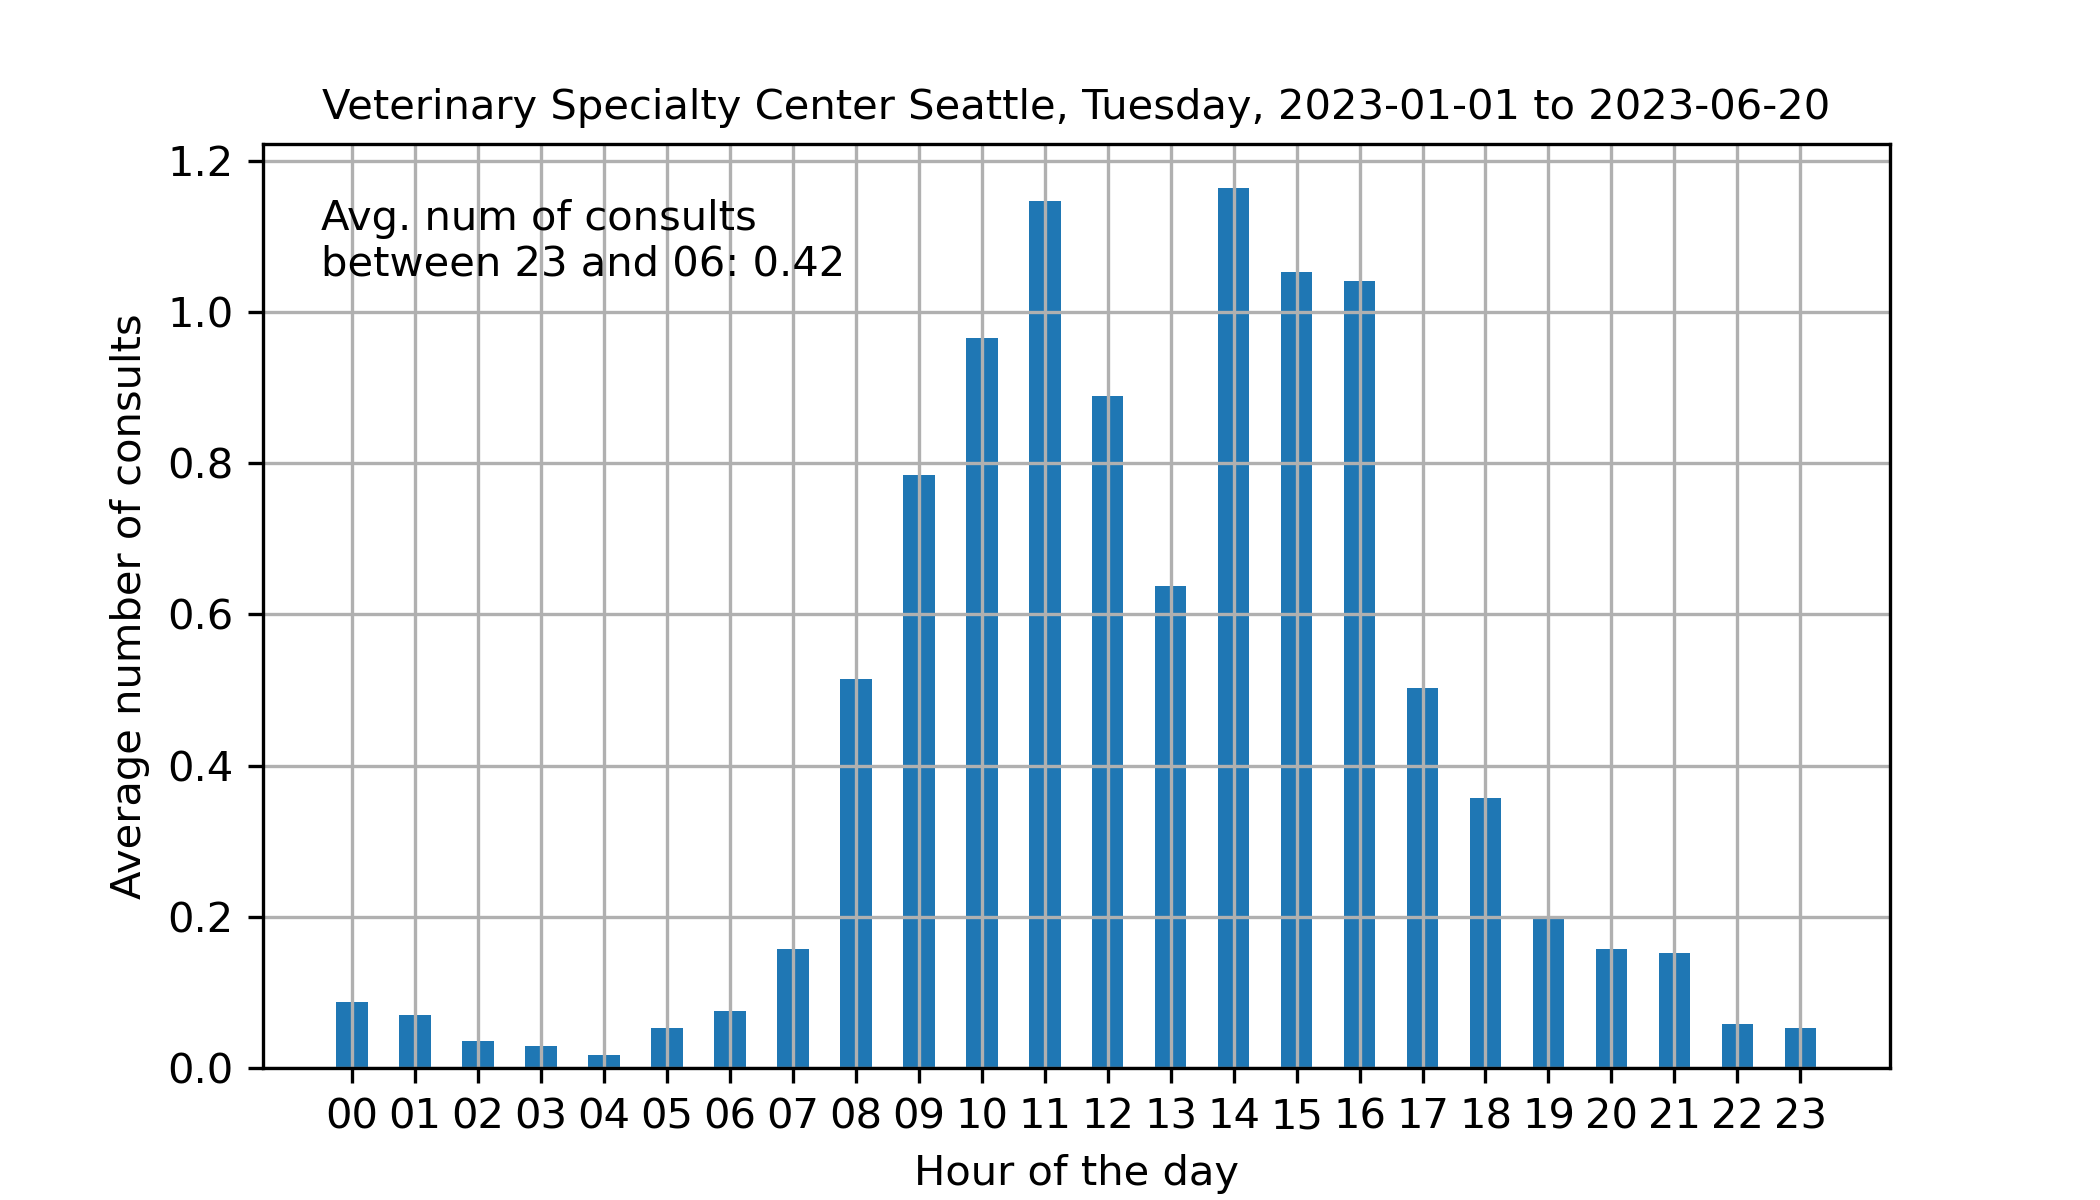 Veterinary Specialty Center Seattle, Tuesday, 2023-01-01 to 2023-06-20
Avg. num of consults
between 23 and 06: 0.42
Average number of consults
1.2
1.0
0.8
0.6
0.4
0.2
0.0
00 01 02 03 04 05 06 07 08 09 10 11 12 13 14 15 16 17 18 19 20 21 22 23
Hour of the day